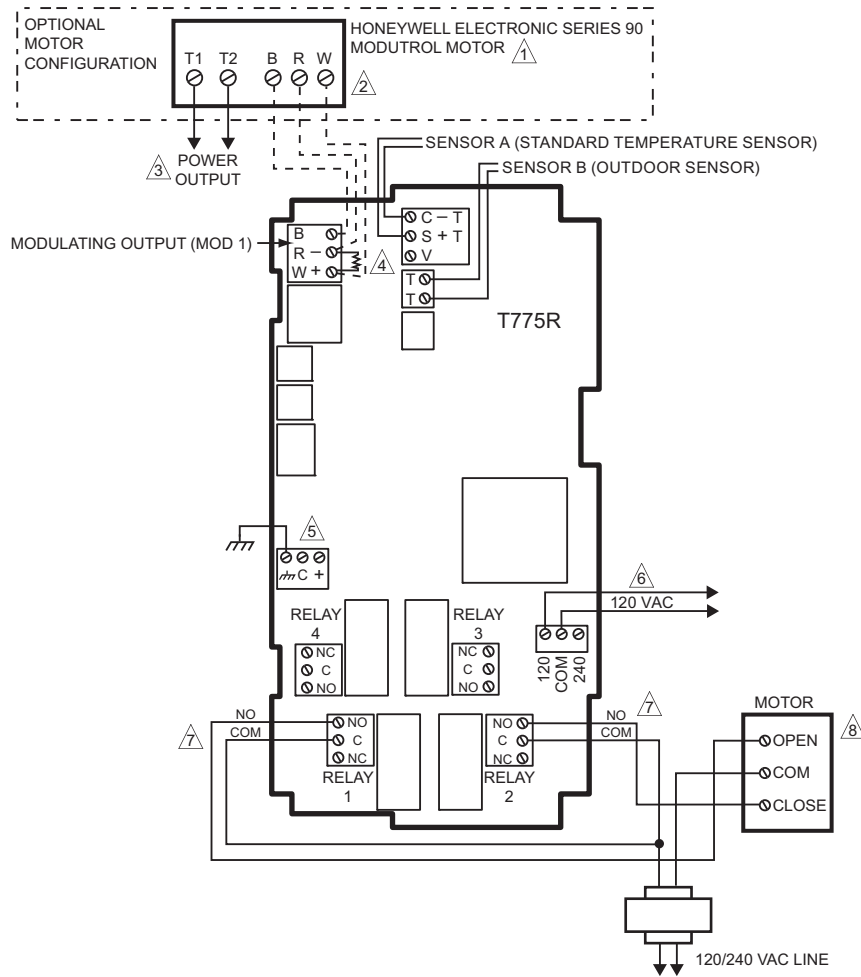 OPTIONAL
MOTOR
CONFIGURATION
T1 T2 B R W
HONEYWELL ELECTRONIC SERIES 90
MODUTROL MOTOR 1
2
3 POWER
OUTPUT
SENSOR A (STANDARD TEMPERATURE SENSOR)
SENSOR B (OUTDOOR SENSOR)
MODULATING OUTPUT (MOD 1)
B
R −
W +
4
C − T
S + T
V
T
T
T775R
5
C +
6
120 VAC
120 COM 240
RELAY
4
NC
C
NO
RELAY
3
NC
C
NO
7
NO
COM
NO
C
NC
RELAY
1
NO
C
NC
RELAY
2
NO
COM
7
MOTOR
8
OPEN
COM
CLOSE
120/240 VAC LINE